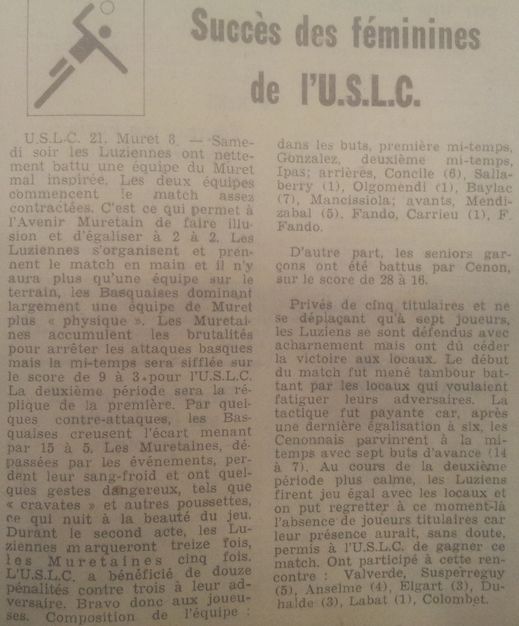 Succès des féminines
de l'U.S.L.C.
U.S.L.C. 21. Muret 8. — Same-
di soir les Luziennes ont nette-
ment battu une équipe du Muret
mal inspirée. Les deux équipes
commencent le match assez
contractées. C'est ce qui permet à
l'Avenir Muretain de faire illu-
sion et d'égaliser à 2 à 2. Les
Luziennes s'organisent et pren-
nent le match en main et il n'y
aura plus qu'une équipe sur le
terrain, les Basquaises dominant
largement une équipe de Muret
plus « physique ». Les Muretai-
nes accumulent les brutalités
pour arrêter les attaques basques
mais la mi-temps sera sifflée sur
le score de 9 à 3 pour l'U.S.L.C.
La deuxième période sera la ré-
plique de la première. Par quel-
ques contre-attaques, les Bas-
quaises creusent l'écart menant
par 15 à 5. Les Muretaines, dé-
passées par les événements, per-
dent leur sang-froid et ont quel-
ques gestes dangereux, tels que
« cravates » et autres poussettes,
ce qui nuit à la beauté du jeu.
Durant le second acte, les Lu-
ziennes marqueront treize fois,
les Muretaines cinq fois.
L'U.S.L.C. a bénéficié de douze
pénalités contre trois à leur ad-
versaire. Bravo donc aux joueu-
ses. Composition de l'équipe :
dans les buts, première mi-temps,
Gonzalez, deuxième mi-temps,
Ipas; arrières, Concile (6), Salla-
berry (1), Olgomendi (1), Baylac
(7), Mancissiola; avants, Mendi-
zabal (5). Fando, Carrieu (1), F.
Fando.
D'autre part, les seniors gar-
çons ont été battus par Cenon,
sur le score de 28 à 16.
Privés de cinq titulaires et ne
se déplaçant qu'à sept joueurs,
les Luziens se sont défendus avec
acharnement mais ont dû céder
la victoire aux locaux. Le début
du match fut mené tambour bat-
tant par les locaux qui voulaient
fatiguer leurs adversaires. La
tactique fut payante car, après
une dernière égalisation à six, les
Cenonnais parvinrent à la mi-
temps avec sept buts d'avance (14
à 7). Au cours de la deuxième
période plus calme, les Luziens
firent jeu égal avec les locaux et
on put regretter à ce moment-là
l'absence de joueurs titulaires car
leur présence aurait, sans doute,
permis à l'U.S.L.C. de gagner ce
match. Ont participé à cette ren-
contre : Valverde, Susperreguy
(5), Anselme (4), Elgart (3), Du-
halde (3), Labat (1), Colombet.